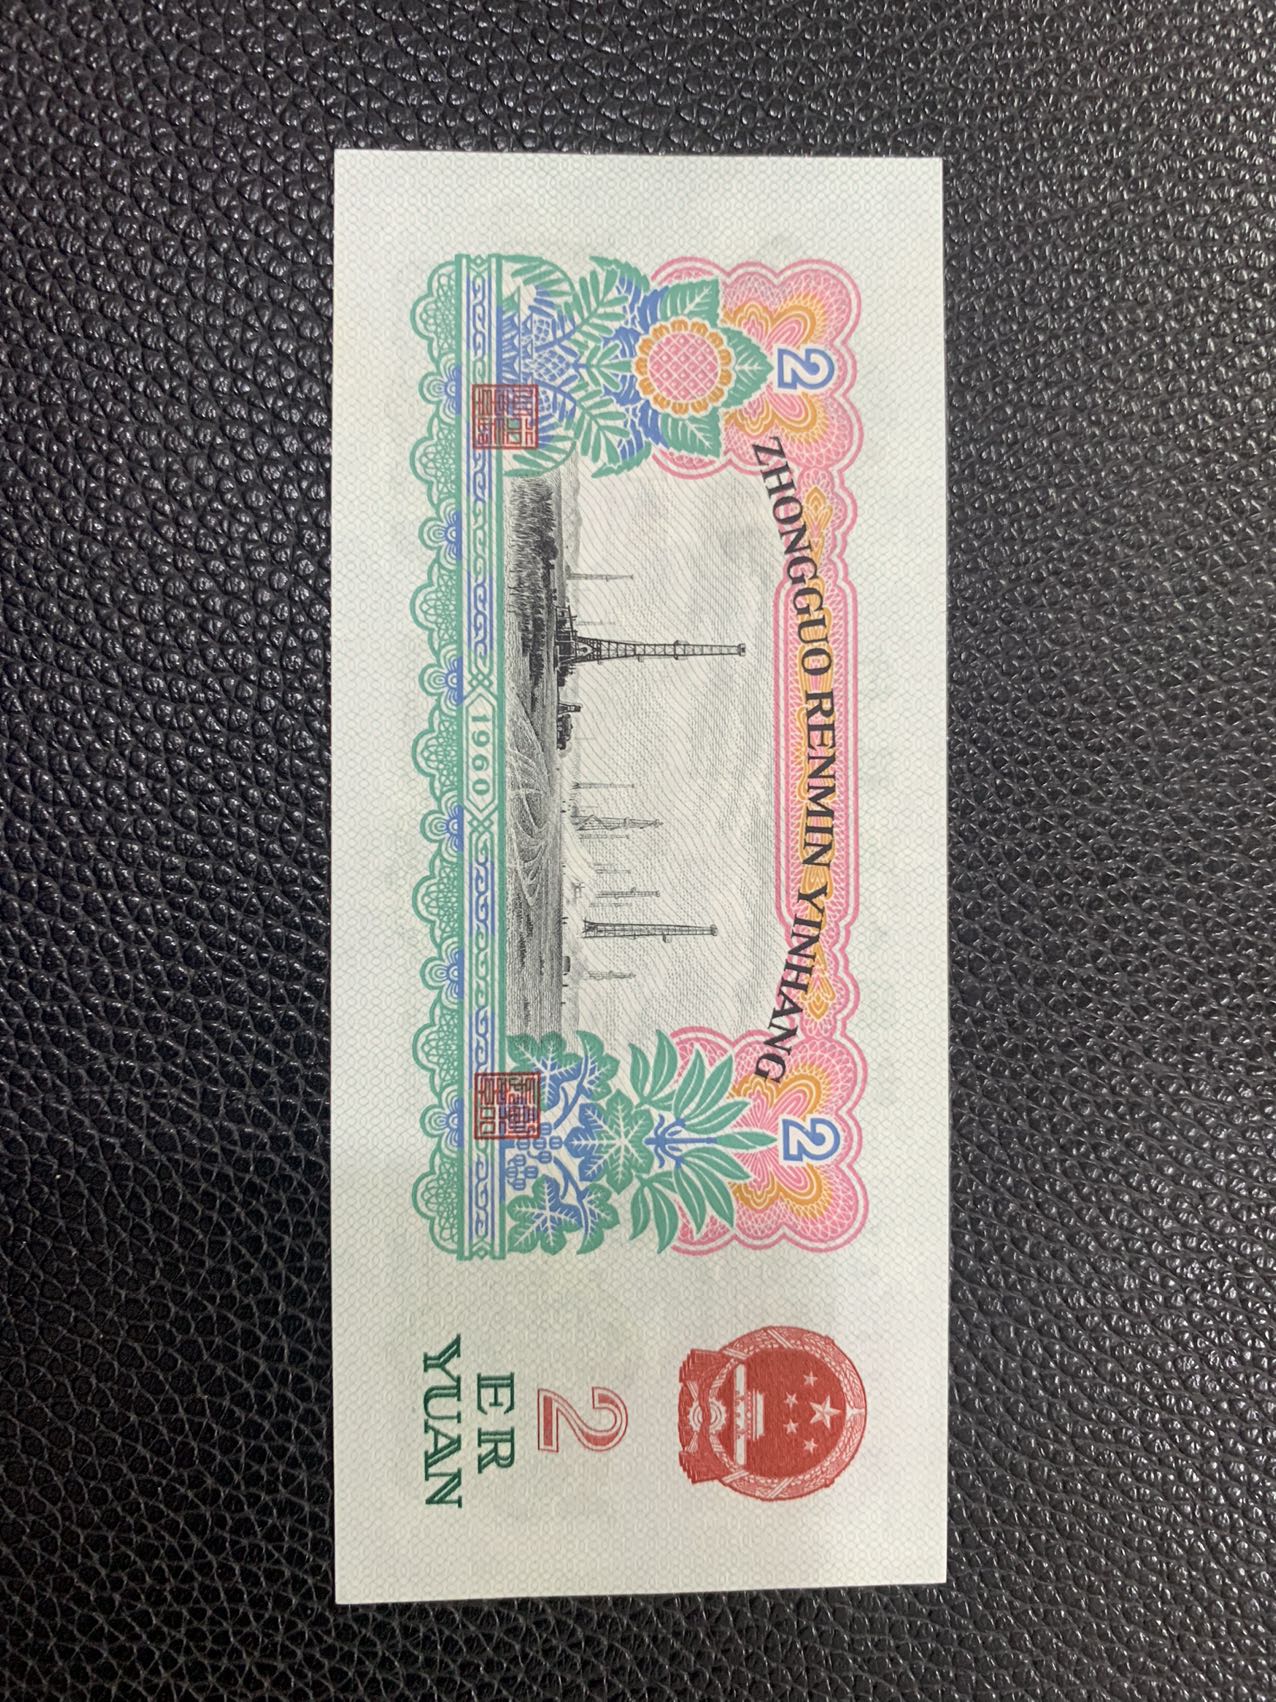 ZHONGGUO RENMIN YINHANG
2
2
1960
2
ER
YUAN